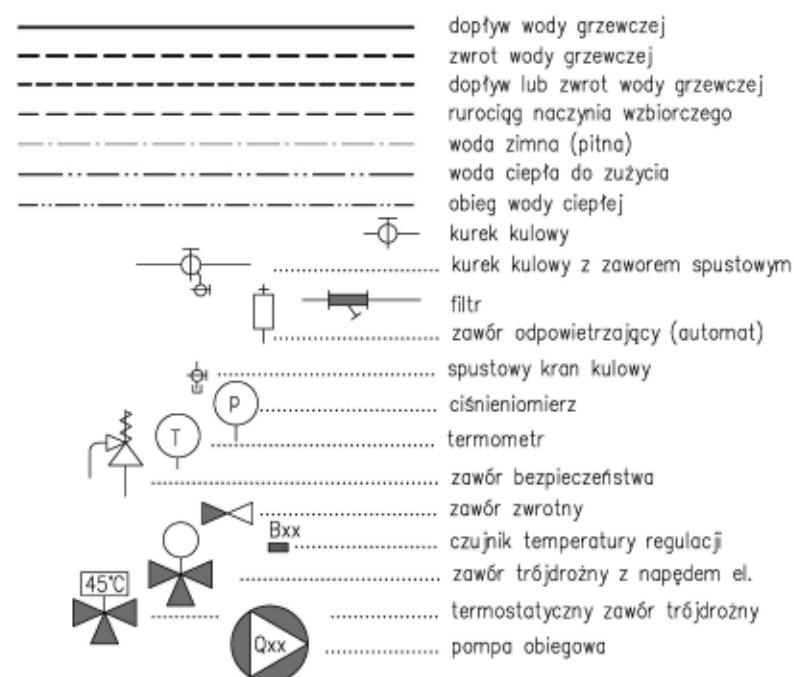 dopływ wody grzewczej
zwrot wody grzewczej
dopływ lub zwrot wody grzewczej
rurociąg naczynia wzbiorczego
woda zimna (pitna)
woda ciepła do zużycia
obieg wody ciepłej
kurek kulowy
kurek kulowy z zaworem spustowym
filtr
zawór odpowietrzający (automat)
spustowy kran kulowy
p
ciśnieniomierz
T
termometr
zawór bezpieczeństwa
zawór zwrotny
Bxx
czujnik temperatury regulacji
zawór trójdrożny z napędem el.
45°C
termostatyczny zawór trójdrożny
Qxx
pompa obiegowa